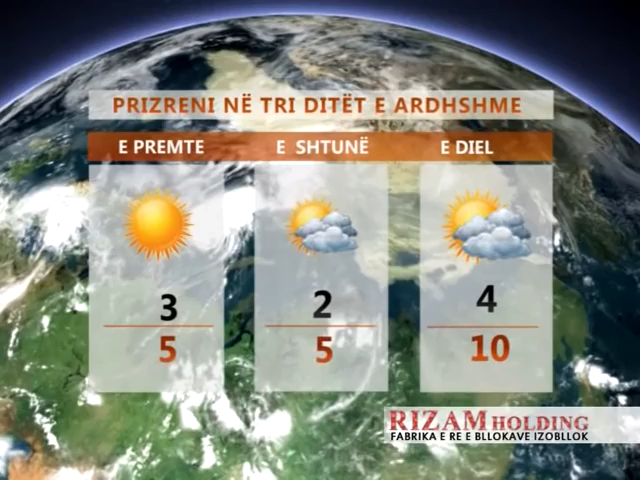 PRIZRENI NË TRI DITËT E ARDHSHME
E PREMTE E SHTUNË E DIEL
3 2 4
5 5 10
RIZAM HOLDING
FABRIKA E RE E BLLOKAVE IZOBLLOK